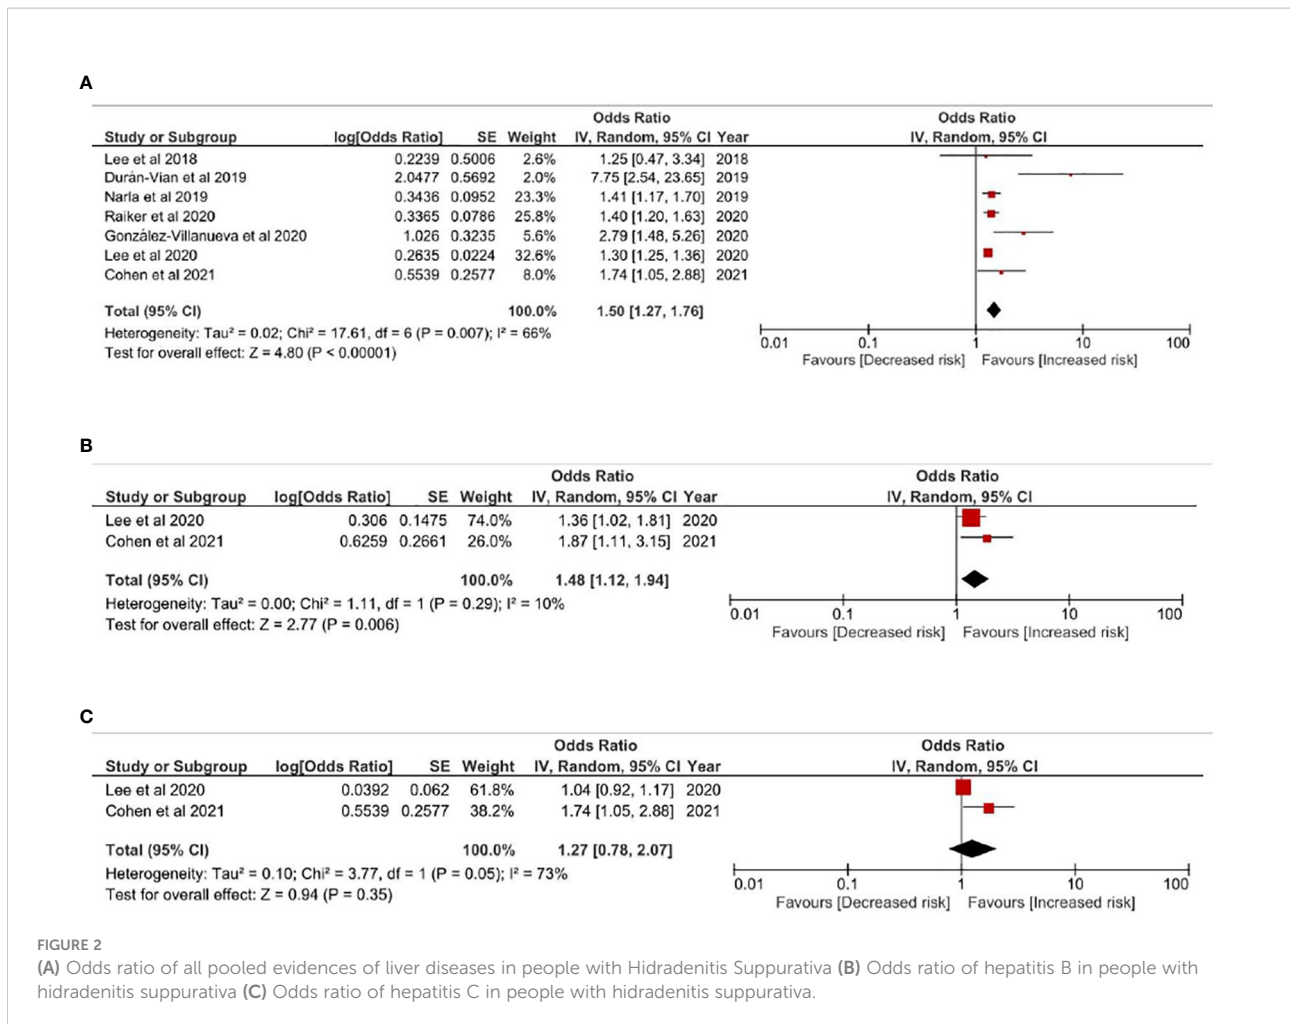 A
Odds Ratio Odds Ratio
Study or Subgroup log[Odds Ratio] SE Weight IV, Random, 95% CI Year IV, Random, 95% CI
Lee et al 2018 0.2239 0.5006 2.6% 1.25 [0.47, 3.34] 2018
Durán-Vian et al 2019 2.0477 0.5692 2.0% 7.75 [2.54, 23.65] 2019
Narla et al 2019 0.3436 0.0952 23.3% 1.41 [1.17, 1.70] 2019
Raiker et al 2020 0.3365 0.0786 25.8% 1.40 [1.20, 1.63] 2020
González-Villanueva et al 2020 1.026 0.3235 5.6% 2.79 [1.48, 5.26] 2020
Lee et al 2020 0.2635 0.0224 32.6% 1.30 [1.25, 1.36] 2020
Cohen et al 2021 0.5539 0.2577 8.0% 1.74 [1.05, 2.88] 2021
Total (95% CI) 100.0% 1.50 [1.27, 1.76]
Heterogeneity: Tau² = 0.02; Chi² = 17.61, df = 6 (P = 0.007); I² = 66%
Test for overall effect: Z = 4.80 (P < 0.00001)
0.01 0.1 1 10 100
Favours [Decreased risk] Favours [Increased risk]
B
Odds Ratio Odds Ratio
Study or Subgroup log[Odds Ratio] SE Weight IV, Random, 95% CI Year IV, Random, 95% CI
Lee et al 2020 0.306 0.1475 74.0% 1.36 [1.02, 1.81] 2020
Cohen et al 2021 0.6259 0.2661 26.0% 1.87 [1.11, 3.15] 2021
Total (95% CI) 100.0% 1.48 [1.12, 1.94]
Heterogeneity: Tau² = 0.00; Chi² = 1.11, df = 1 (P = 0.29); I² = 10%
Test for overall effect: Z = 2.77 (P = 0.006)
0.01 0.1 1 10 100
Favours [Decreased risk] Favours [Increased risk]
C
Odds Ratio Odds Ratio
Study or Subgroup log[Odds Ratio] SE Weight IV, Random, 95% CI Year IV, Random, 95% CI
Lee et al 2020 0.0392 0.062 61.8% 1.04 [0.92, 1.17] 2020
Cohen et al 2021 0.5539 0.2577 38.2% 1.74 [1.05, 2.88] 2021
Total (95% CI) 100.0% 1.27 [0.78, 2.07]
Heterogeneity: Tau² = 0.10; Chi² = 3.77, df = 1 (P = 0.05); I² = 73%
Test for overall effect: Z = 0.94 (P = 0.35)
0.01 0.1 1 10 100
Favours [Decreased risk] Favours [Increased risk]
FIGURE 2
(A) Odds ratio of all pooled evidences of liver diseases in people with Hidradenitis Suppurativa (B) Odds ratio of hepatitis B in people with
hidradenitis suppurativa (C) Odds ratio of hepatitis C in people with hidradenitis suppurativa.